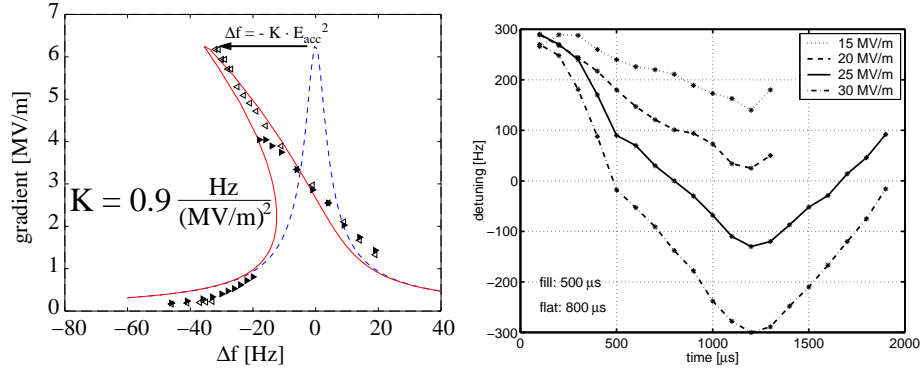 Δf = - K · E_acc^2
7
6
5
4
3
2
1
0
gradient [MV/m]
K = 0.9 Hz/(MV/m)^2
−80 −60 −40 −20 0 20 40
Δf [Hz]
300
200
100
0
−100
−200
−300
detuning [Hz]
15 MV/m
20 MV/m
25 MV/m
30 MV/m
fill: 500 μs
flat: 800 μs
0 500 1000 1500 2000
time [μs]